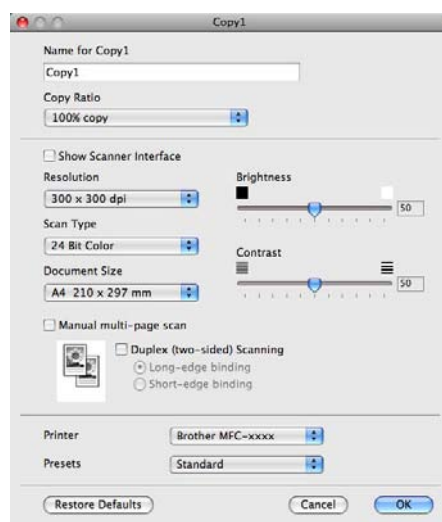 Copy1
Name for Copy1
Copy1
Copy Ratio
100% copy
Show Scanner Interface
Resolution
300 x 300 dpi
Scan Type
24 Bit Color
Document Size
A4 210 x 297 mm
Brightness
50
Contrast
50
Manual multi-page scan
Duplex (two-sided) Scanning
Long-edge binding
Short-edge binding
Printer
Brother MFC-xxxx
Presets
Standard
Restore Defaults
Cancel
OK